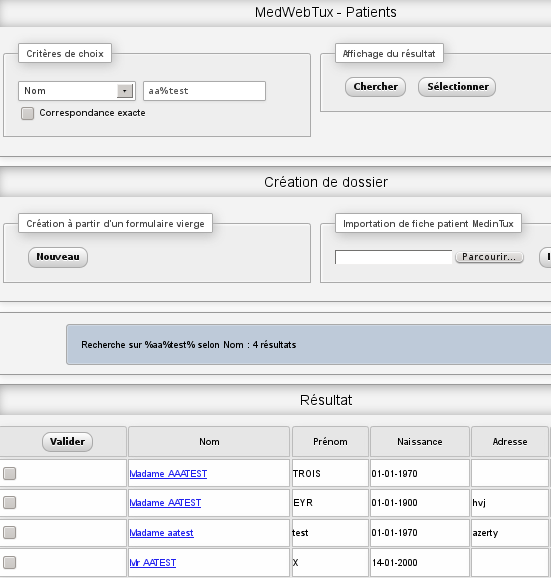 MedWebTux - Patients
Critères de choix
Affichage du résultat
Nom
aa%test
Chercher
Sélectionner
Correspondance exacte
Création de dossier
Création à partir d'un formulaire vierge
Importation de fiche patient MedinTux
Nouveau
Parcourir...
Recherche sur %aa%test% selon Nom : 4 résultats
Résultat
Valider Nom Prénom Naissance Adresse
Madame AAATEST TROIS 01-01-1970
Madame AATEST EYR 01-01-1900 hvj
Madame aatest test 01-01-1970 azerty
Mr AATEST X 14-01-2000